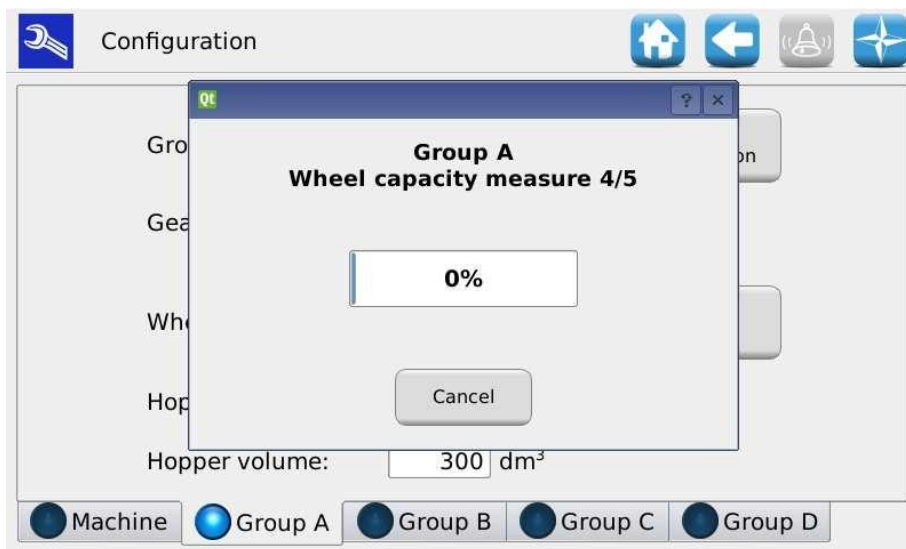 Configuration
Qt
? ×
Group A
Wheel capacity measure 4/5
Gro
on
Gea
0%
Whe
Cancel
Hop
Hopper volume: 300 dm³
Machine Group A Group B Group C Group D